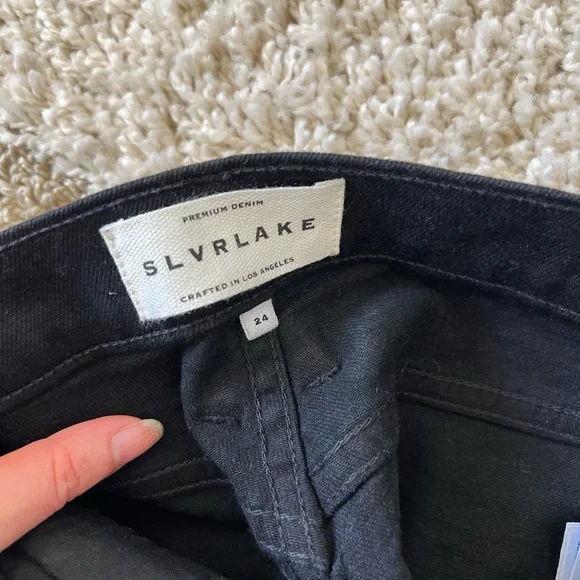 PREMIUM DENIM
SLVRLAKE
CRAFTED IN LOS ANGELES
24